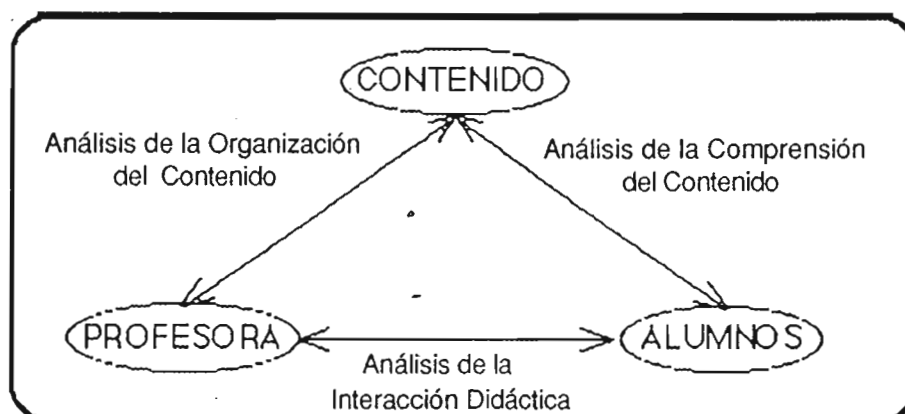 CONTENIDO
Análisis de la Organización
del Contenido
Análisis de la Comprensión
del Contenido
PROFESORA
ALUMNOS
Análisis de la
Interacción Didáctica